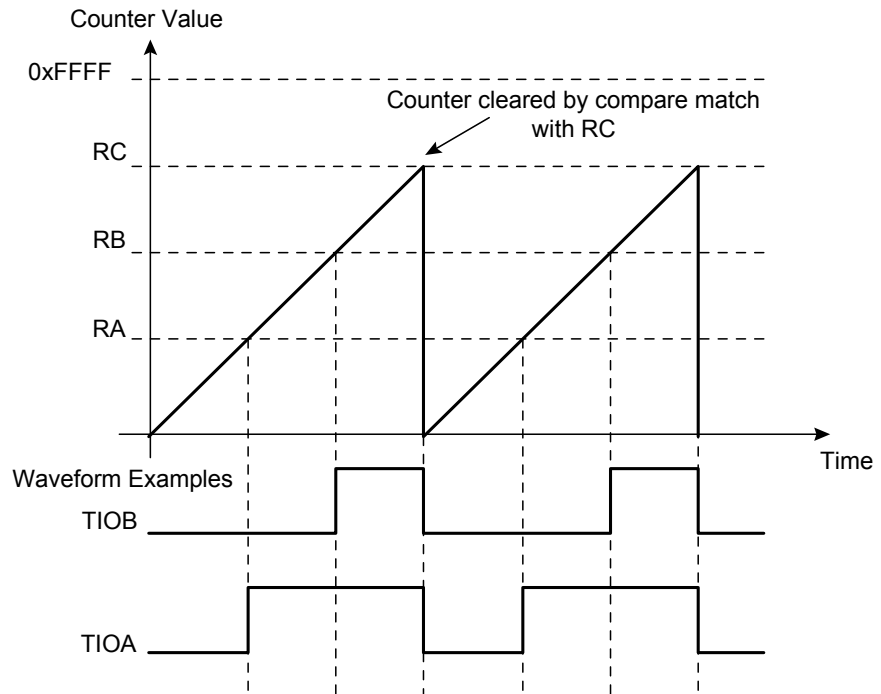 Counter Value
0xFFFF
Counter cleared by compare match
with RC
RC
RB
RA
Time
Waveform Examples
TIOB
TIOA